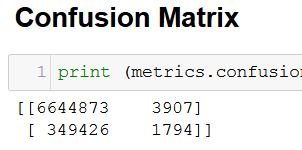 Confusion Matrix
1 print (metrics.confusion
[[6644873 3907]
[ 349426 1794]]